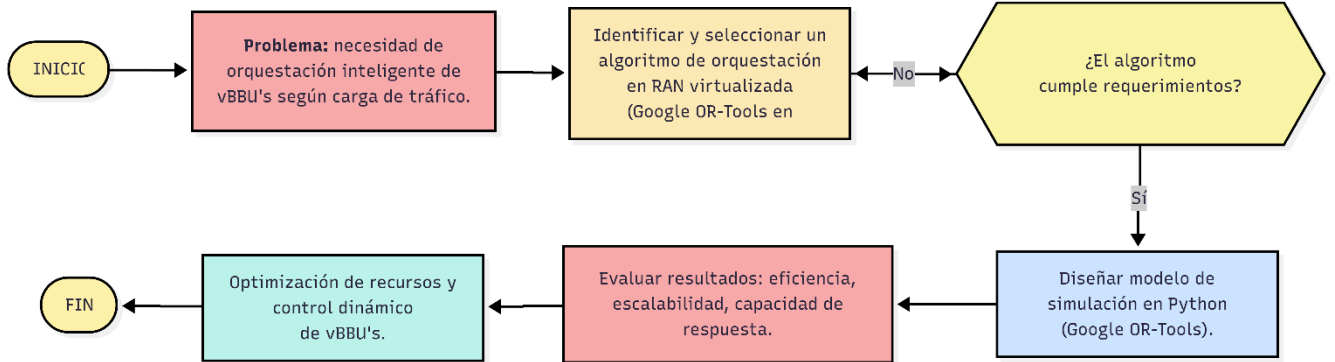 INICIO
Problema: necesidad de
orquestación inteligente de
vBBU's según carga de tráfico.
Identificar y seleccionar un
algoritmo de orquestación
en RAN virtualizada
(Google OR-Tools en
No
¿El algoritmo
cumple requerimientos?
Sí
Diseñar modelo de
simulación en Python
(Google OR-Tools).
Evaluar resultados: eficiencia,
escalabilidad, capacidad de
respuesta.
Optimización de recursos y
control dinámico
de vBBU's.
FIN